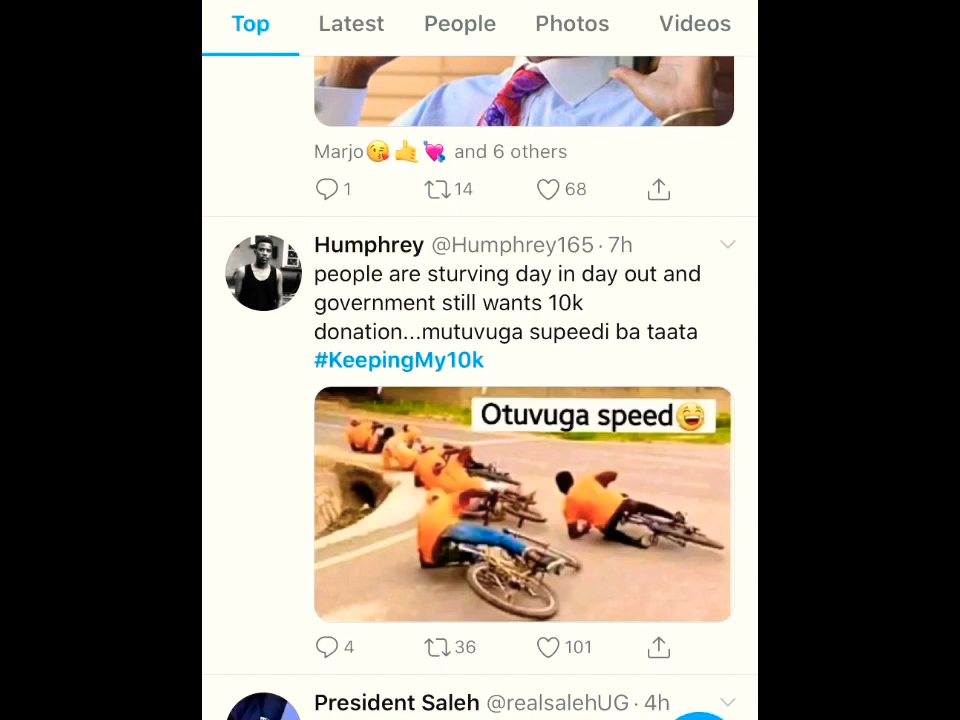 Top Latest People Photos Videos
Marjo😘🤙💘 and 6 others
1 14 68
Humphrey @Humphrey165 · 7h
people are sturving day in day out and
government still wants 10k
donation...mutuvuga supeedi ba taata
#KeepingMy10k
Otuvuga speed😂
4 36 101
President Saleh @realsalehUG · 4h